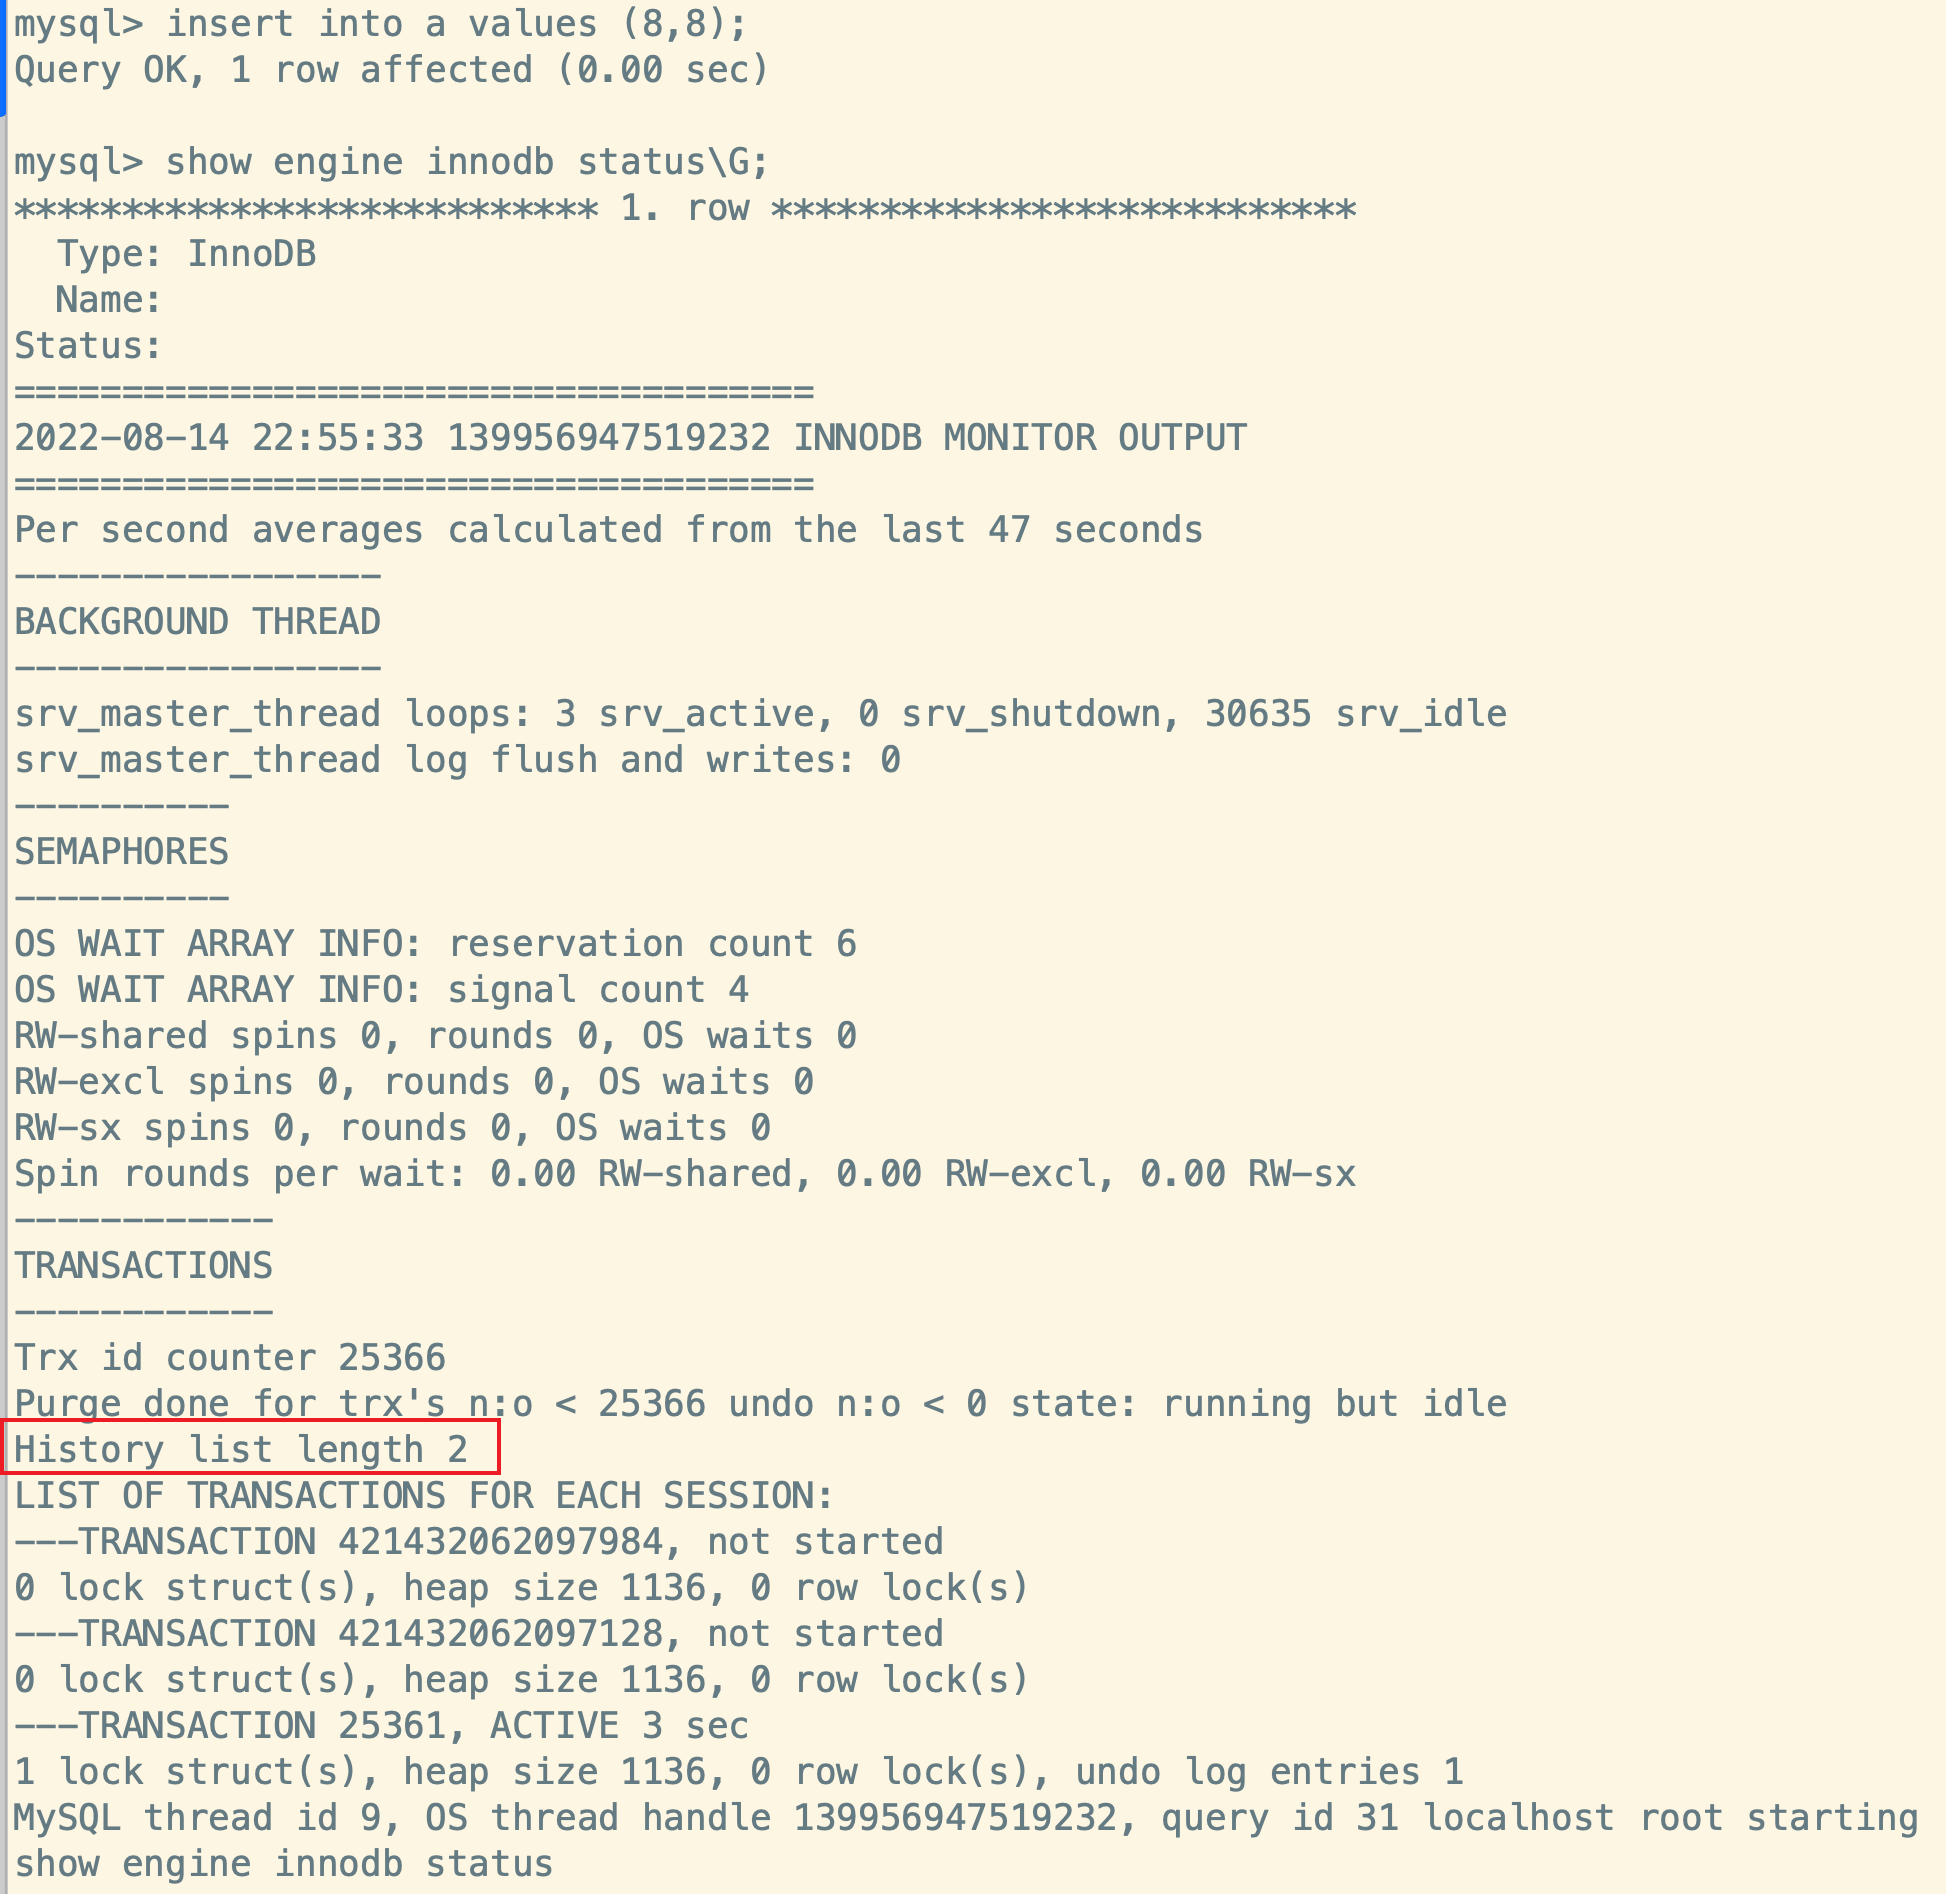 mysql> insert into a values (8,8);
Query OK, 1 row affected (0.00 sec)

mysql> show engine innodb status\G;
*************************** 1. row ***************************
  Type: InnoDB
  Name:
Status:
=====================================
2022-08-14 22:55:33 139956947519232 INNODB MONITOR OUTPUT
=====================================
Per second averages calculated from the last 47 seconds
-----------------
BACKGROUND THREAD
-----------------
srv_master_thread loops: 3 srv_active, 0 srv_shutdown, 30635 srv_idle
srv_master_thread log flush and writes: 0
----------
SEMAPHORES
----------
OS WAIT ARRAY INFO: reservation count 6
OS WAIT ARRAY INFO: signal count 4
RW-shared spins 0, rounds 0, OS waits 0
RW-excl spins 0, rounds 0, OS waits 0
RW-sx spins 0, rounds 0, OS waits 0
Spin rounds per wait: 0.00 RW-shared, 0.00 RW-excl, 0.00 RW-sx
------------
TRANSACTIONS
------------
Trx id counter 25366
Purge done for trx's n:o < 25366 undo n:o < 0 state: running but idle
History list length 2
LIST OF TRANSACTIONS FOR EACH SESSION:
---TRANSACTION 421432062097984, not started
0 lock struct(s), heap size 1136, 0 row lock(s)
---TRANSACTION 421432062097128, not started
0 lock struct(s), heap size 1136, 0 row lock(s)
---TRANSACTION 25361, ACTIVE 3 sec
1 lock struct(s), heap size 1136, 0 row lock(s), undo log entries 1
MySQL thread id 9, OS thread handle 139956947519232, query id 31 localhost root starting
show engine innodb status